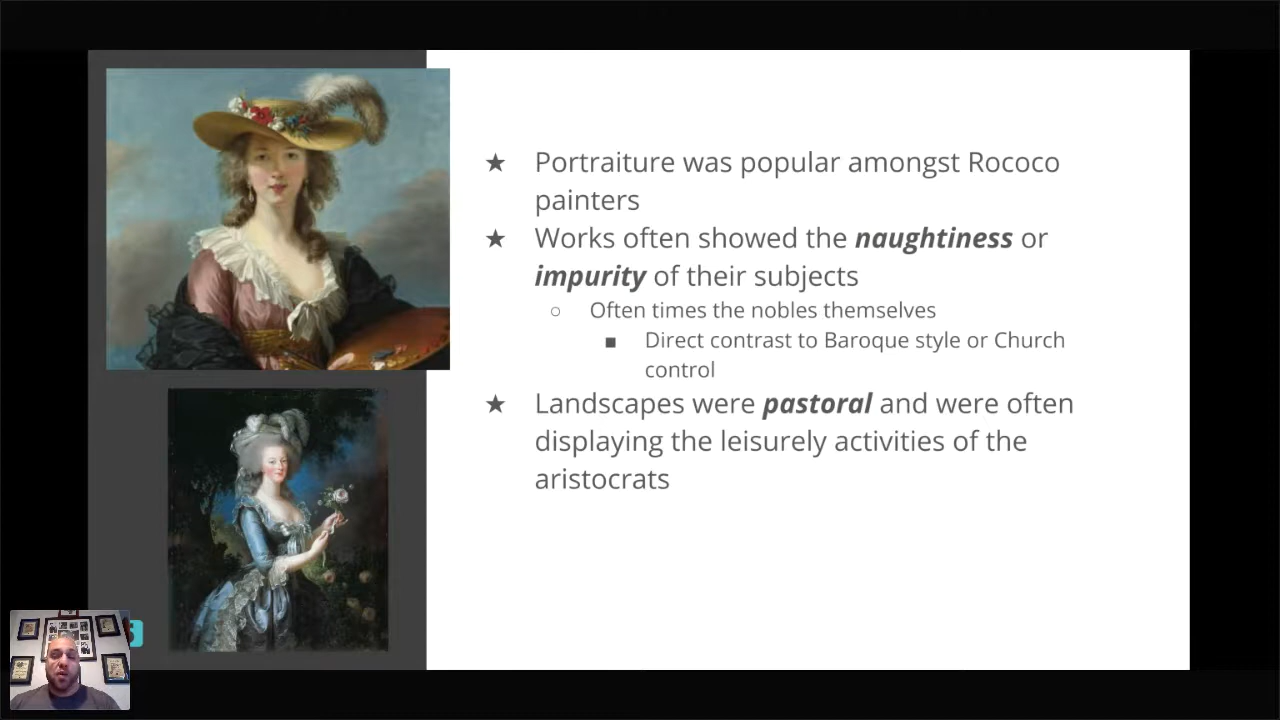 ★ Portraiture was popular amongst Rococo
painters
★ Works often showed the naughtiness or
impurity of their subjects
○ Often times the nobles themselves
■ Direct contrast to Baroque style or Church
control
★ Landscapes were pastoral and were often
displaying the leisurely activities of the
aristocrats